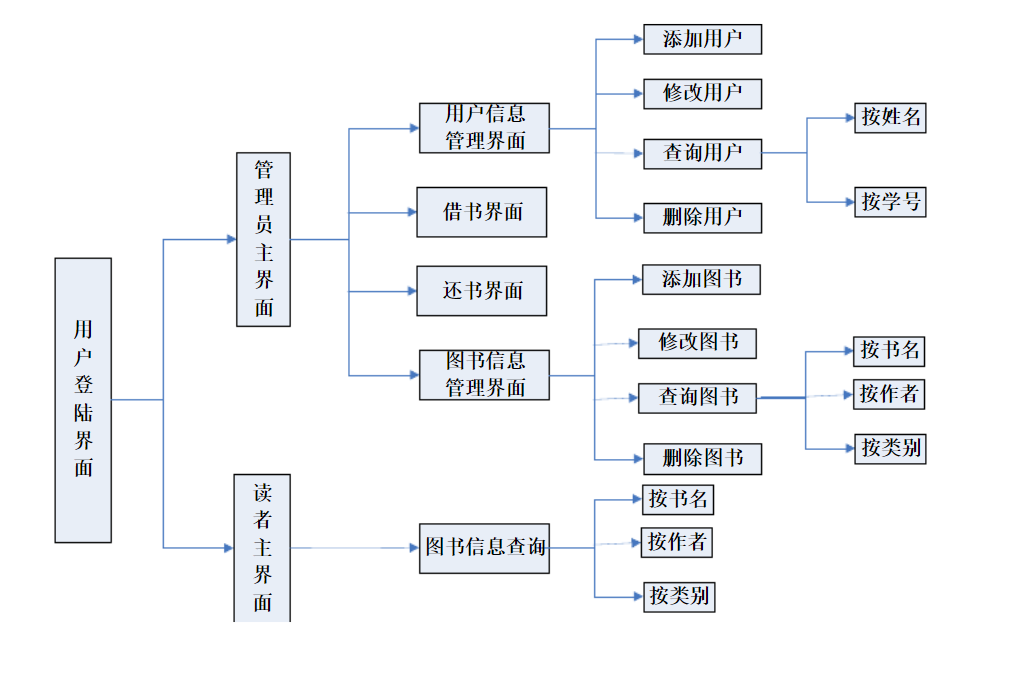 用户登陆界面
管理员主界面
用户信息
管理界面
添加用户
修改用户
查询用户
按姓名
按学号
删除用户
借书界面
还书界面
图书信息
管理界面
添加图书
修改图书
查询图书
按书名
按作者
按类别
删除图书
读者主界面
图书信息查询
按书名
按作者
按类别